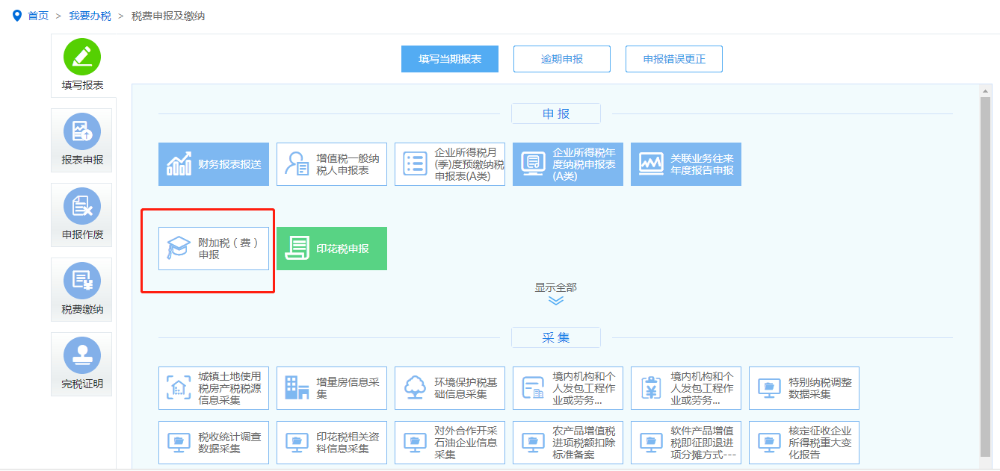 首页 > 我要办税 > 税费申报及缴纳
填写报表
报表申报
申报作废
税费缴纳
完税证明
填写当期报表
逾期申报
申报错误更正
申 报
财务报表报送
增值税一般纳
税人申报表
企业所得税月
(季)度预缴纳税
申报表(A类)
企业所得税年
度纳税申报表
(A类)
关联业务往来
年度报告申报
附加税（费）
申报
印花税申报
显示全部
采 集
城镇土地使用
税房产税税源
信息采集
增量房信息采
集
环境保护税基
础信息采集
境内机构和个
人发包工程作
业或劳务...
境内机构和个
人发包工程作
业或劳务...
特别纳税调整
数据采集
税收统计调查
数据采集
印花税相关资
料信息采集
对外合作开采
石油企业信息
采集
农产品增值税
进项税额扣除
标准备案
软件产品增值
税即征即退进
项分摊方式---
核定征收企业
所得税重大变
化报告